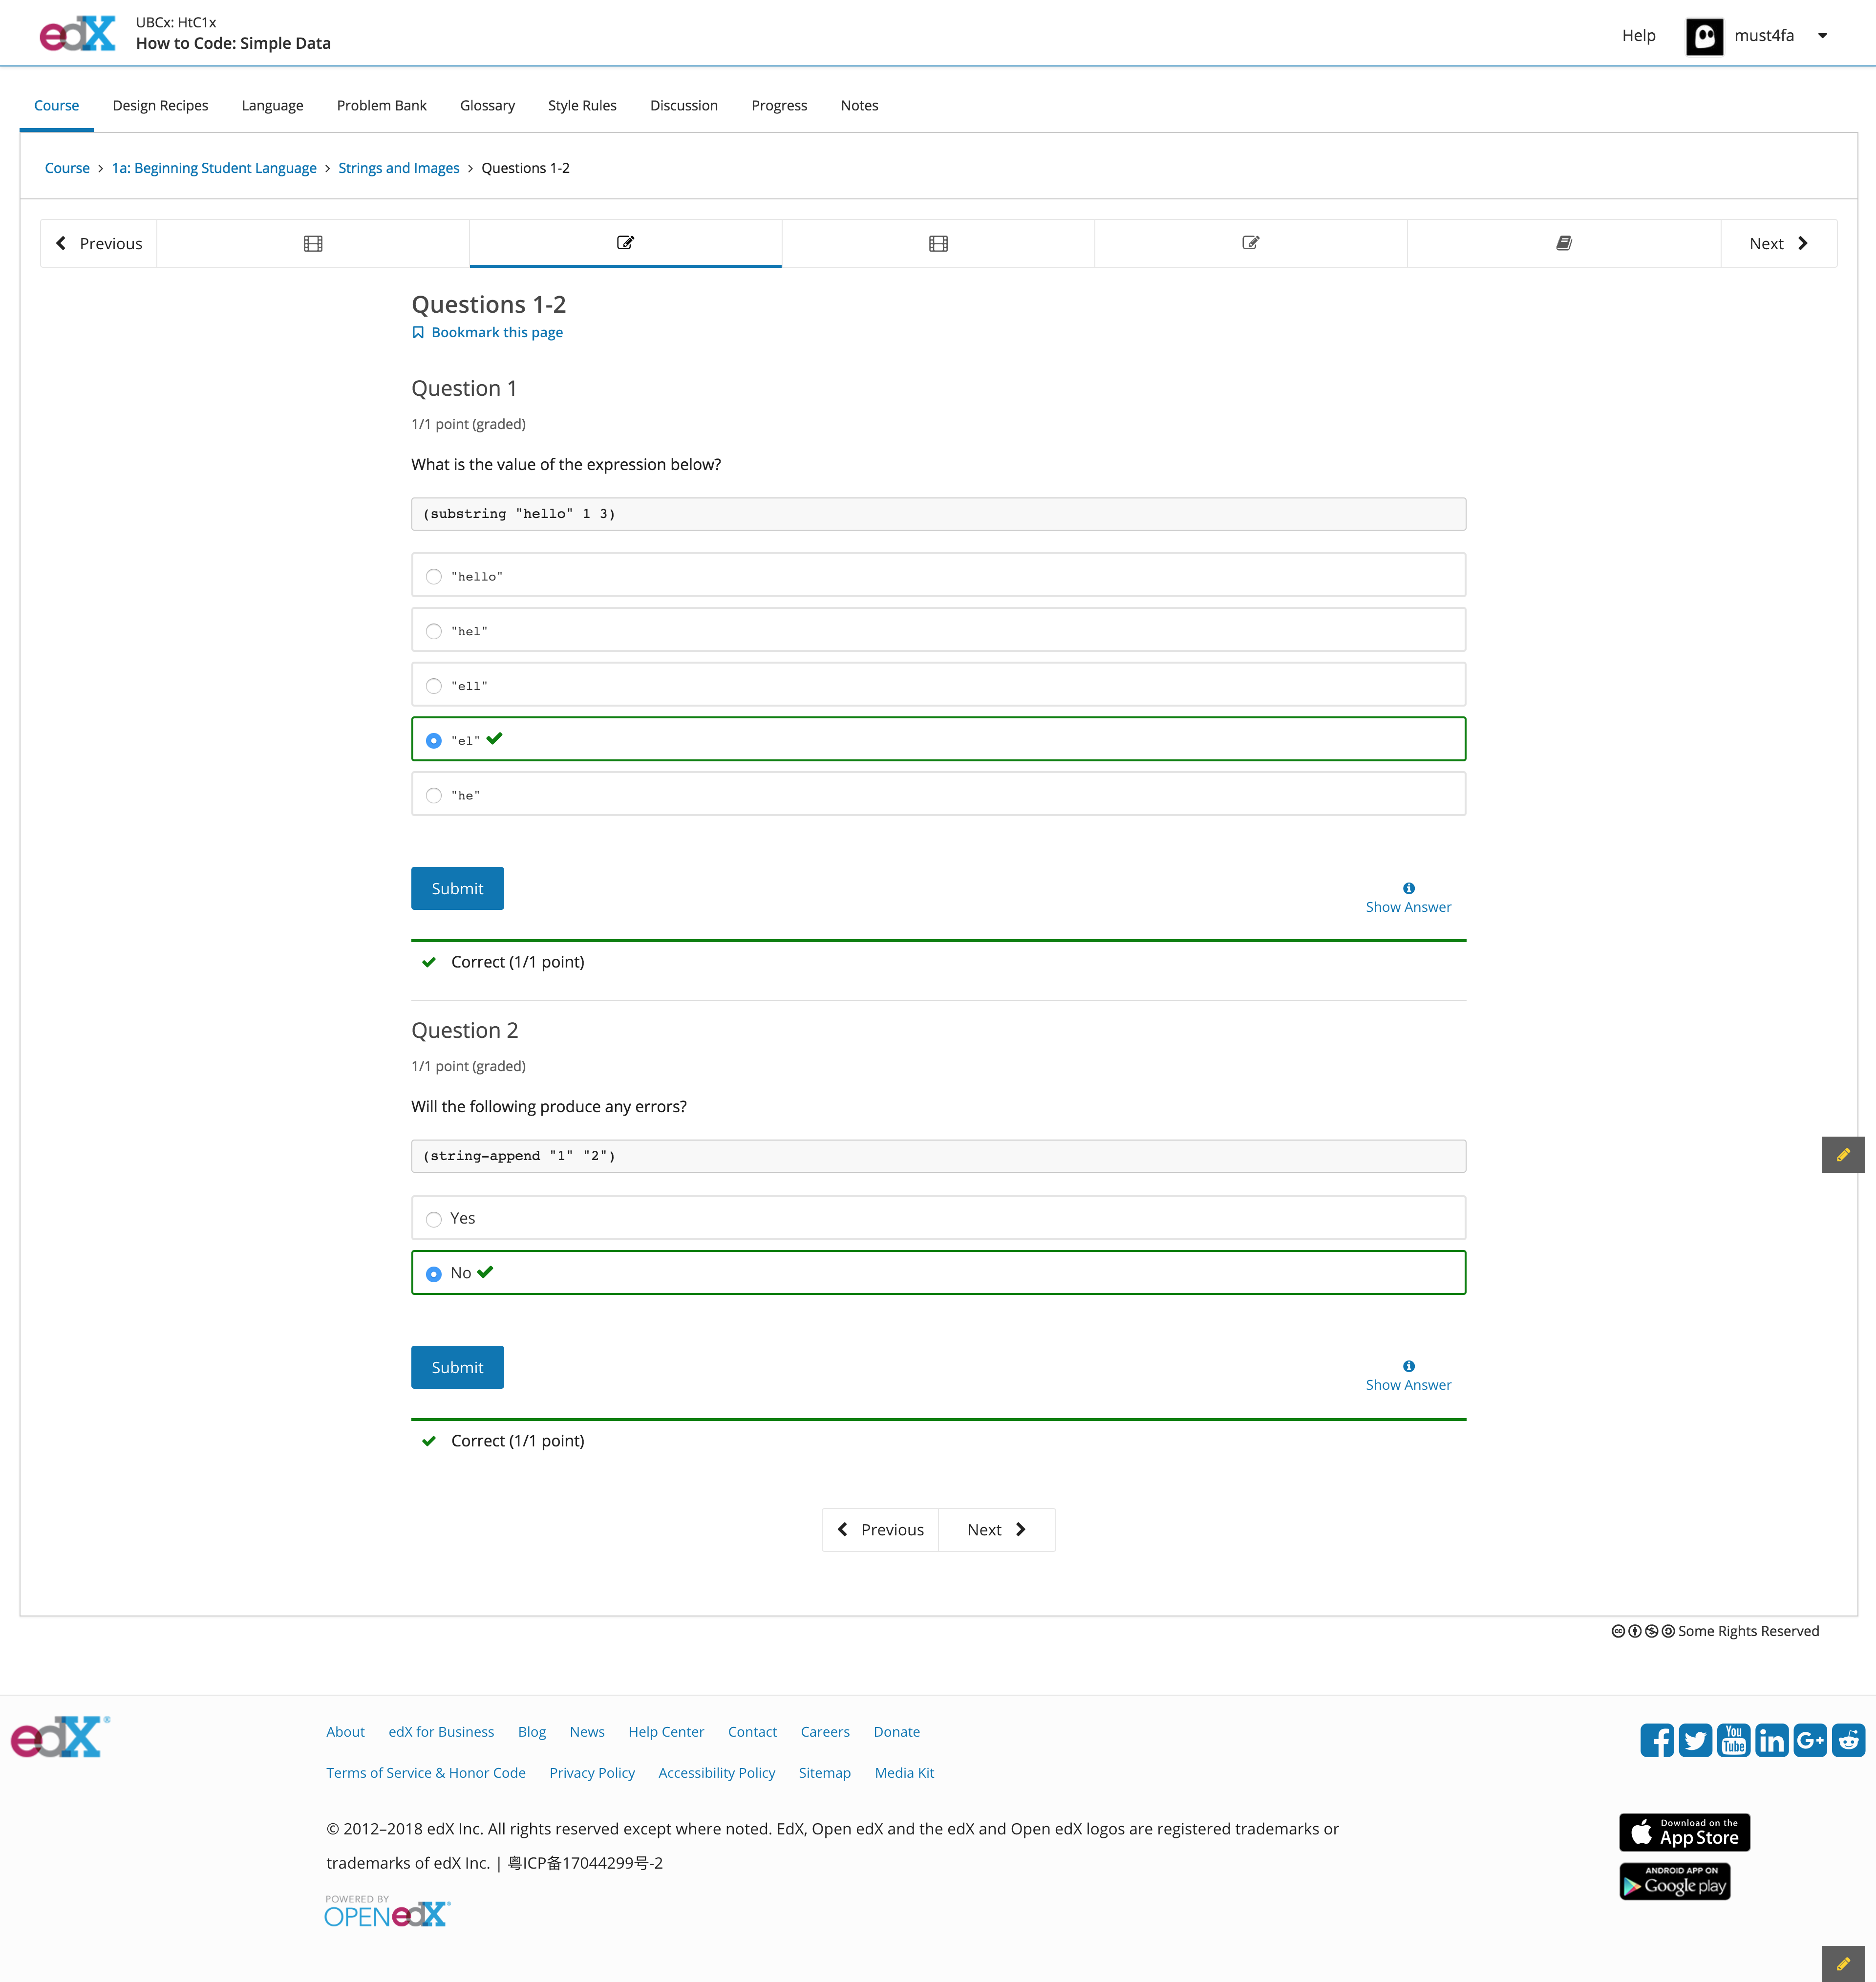 edX
UBCx: HtC1x
How to Code: Simple Data
Help
must4fa
Course
Design Recipes
Language
Problem Bank
Glossary
Style Rules
Discussion
Progress
Notes
Course > 1a: Beginning Student Language > Strings and Images > Questions 1-2
Previous
Next
Questions 1-2
Bookmark this page
Question 1
1/1 point (graded)
What is the value of the expression below?
(substring "hello" 1 3)
"hello"
"hel"
"ell"
"el"
"he"
Submit
Show Answer
Correct (1/1 point)
Question 2
1/1 point (graded)
Will the following produce any errors?
(string-append "1" "2")
Yes
No
Submit
Show Answer
Correct (1/1 point)
Previous
Next
Some Rights Reserved
edX®
About edX for Business Blog News Help Center Contact Careers Donate
Terms of Service & Honor Code Privacy Policy Accessibility Policy Sitemap Media Kit
You
Tube
in
G+
© 2012–2018 edX Inc. All rights reserved except where noted. EdX, Open edX and the edX and Open edX logos are registered trademarks or
trademarks of edX Inc. | 粤ICP备17044299号-2
Download on the
App Store
ANDROID APP ON
Google play
POWERED BY
OPEN edX®